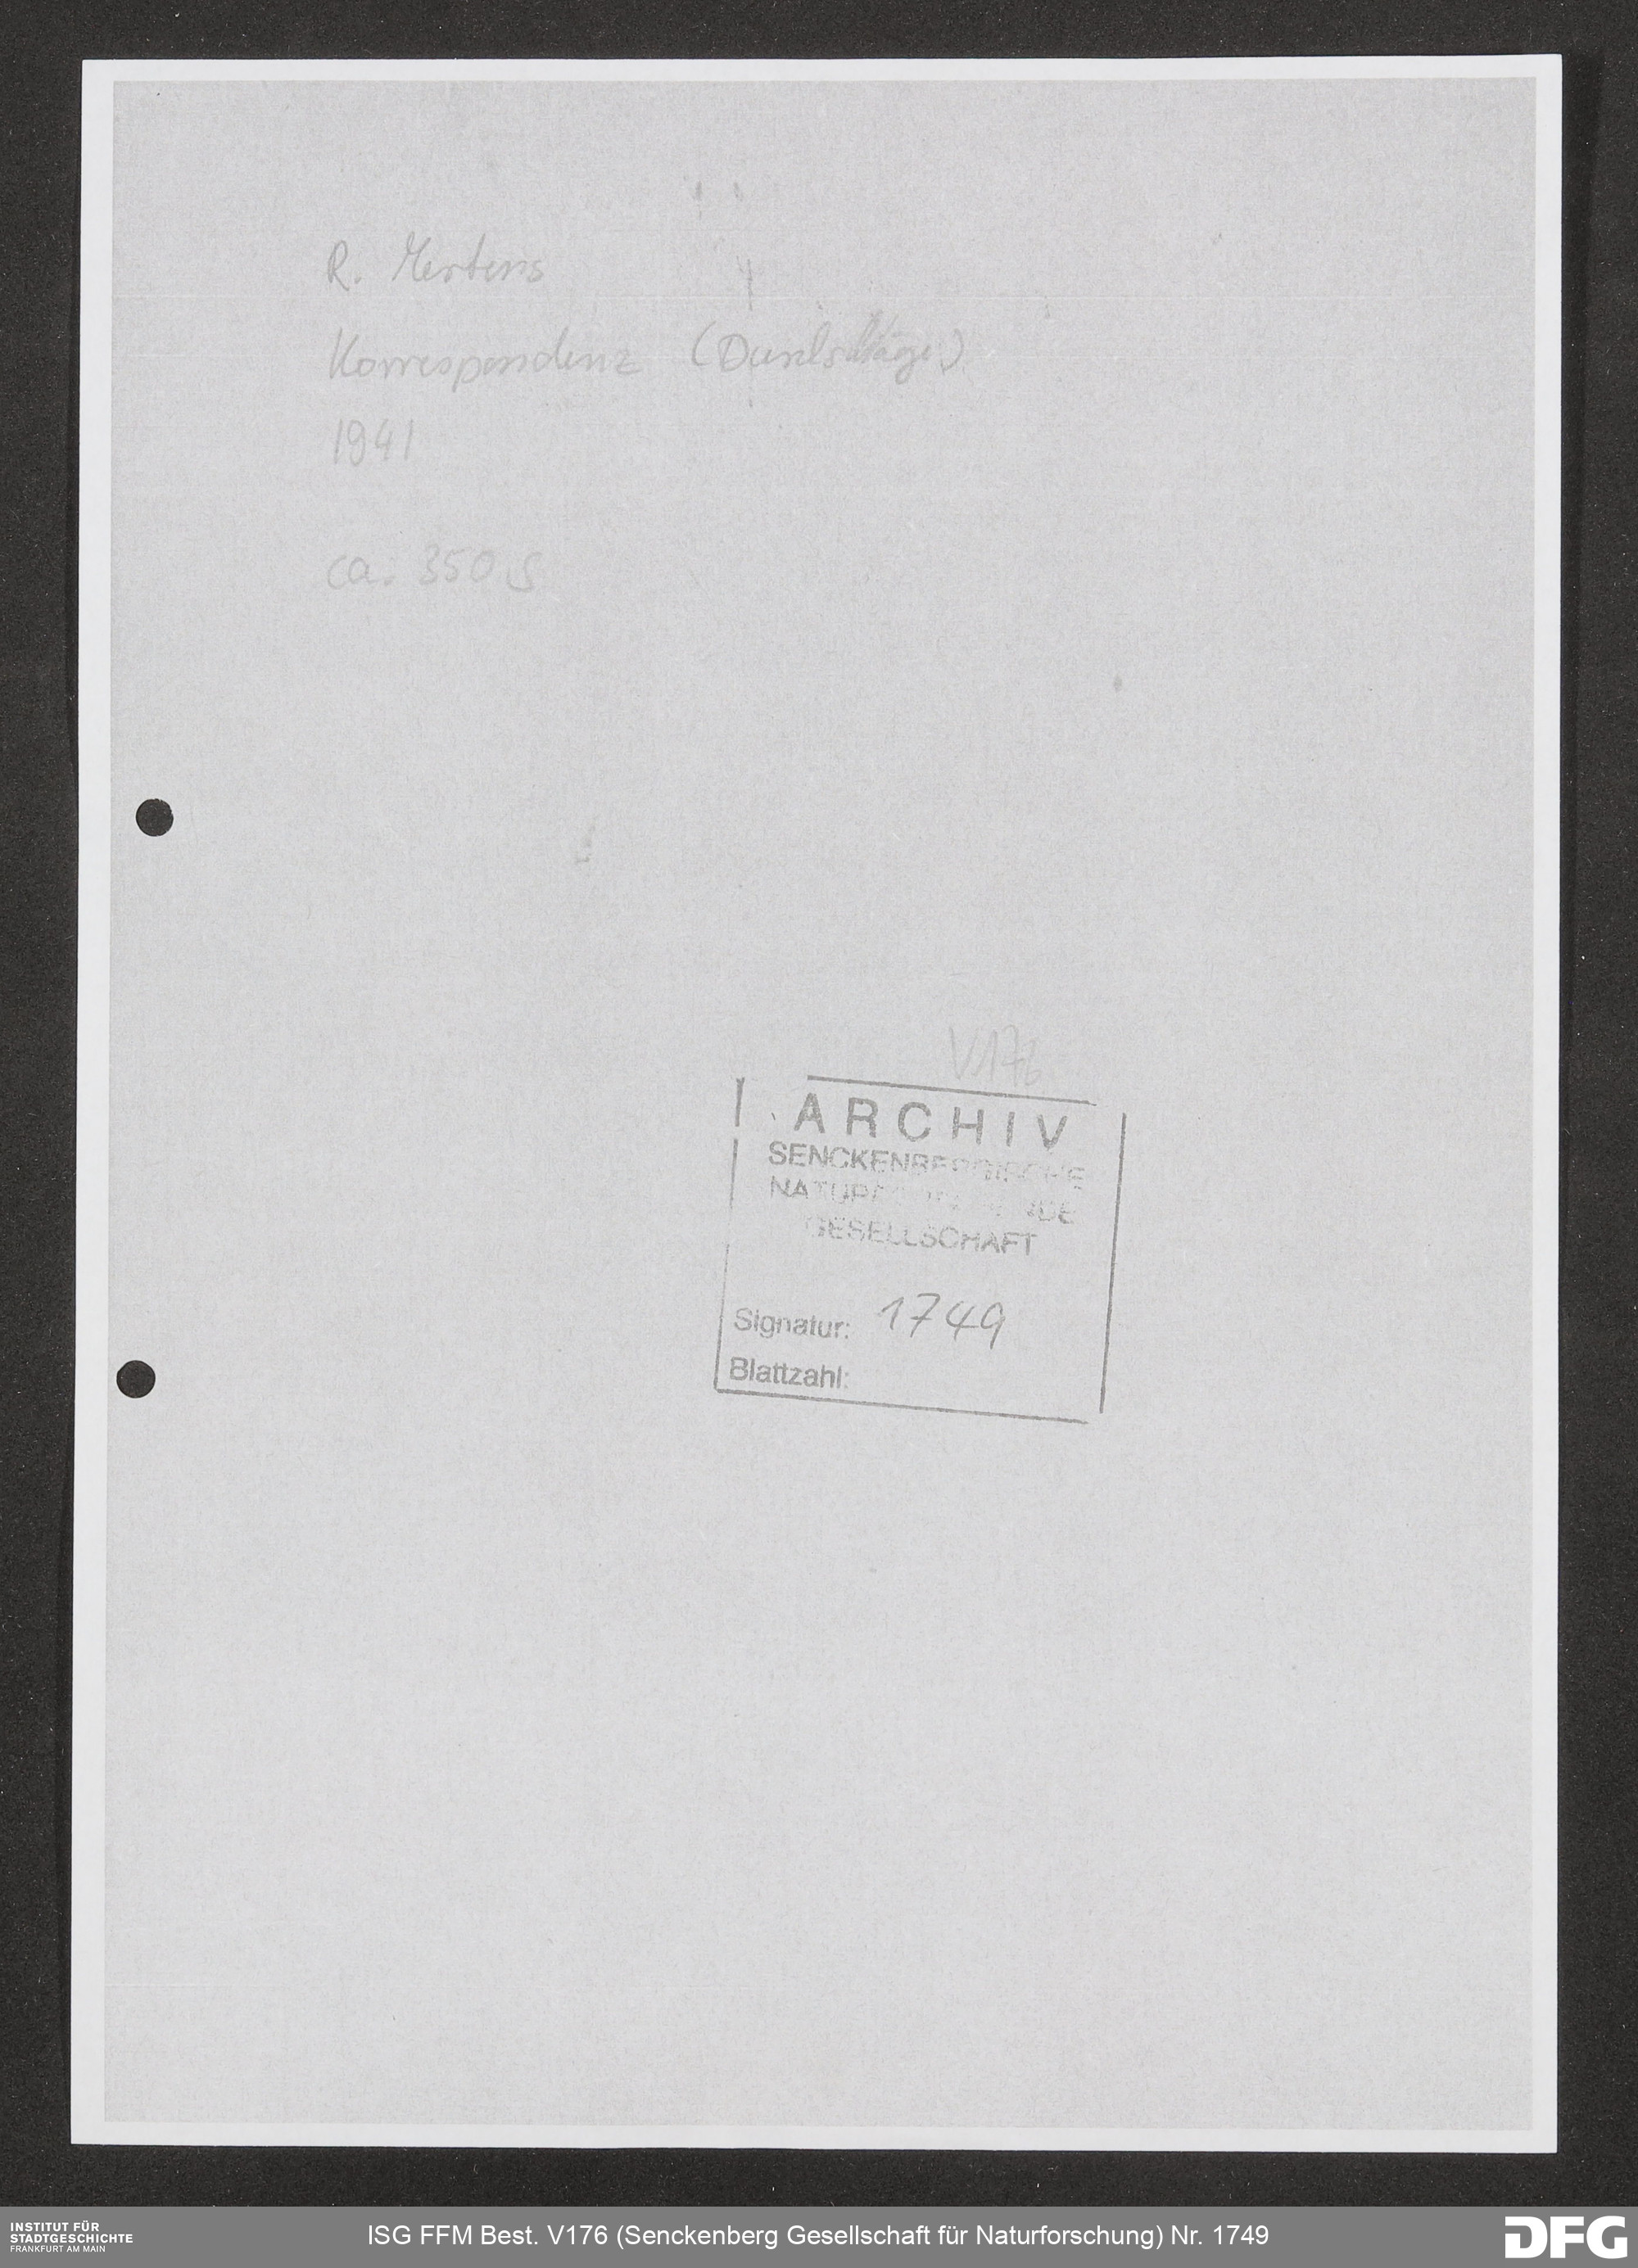 R. Mertens
Korrespondenz (Durchschläge)
1941
ca. 350 S
V176
ARCHIV
SENCKENBERGISCHE
NATURFORSCHENDE
GESELLSCHAFT
Signatur: 1749
Blattzahl:
INSTITUT FÜR
STADTGESCHICHTE
FRANKFURT AM MAIN
ISG FFM Best. V176 (Senckenberg Gesellschaft für Naturforschung) Nr. 1749
DFG